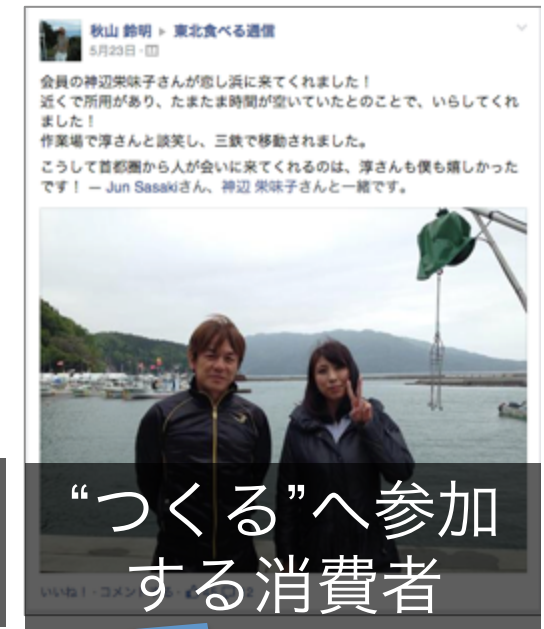 秋山 鈴明 ▸ 東北食べる通信
5月23日 ·
会員の神辺栄味子さんが恋し浜に来てくれました！
近くで所用があり、たまたま時間が空いていたとのことで、いらしてくれ
ました！
作業場で淳さんと談笑し、三鉄で移動されました。
こうして首都圏から人が会いに来てくれるのは、淳さんも僕も嬉しかった
です！ — Jun Sasakiさん、神辺 栄味子さんと一緒です。
“つくる”へ参加
する消費者
いいね！ · コメント